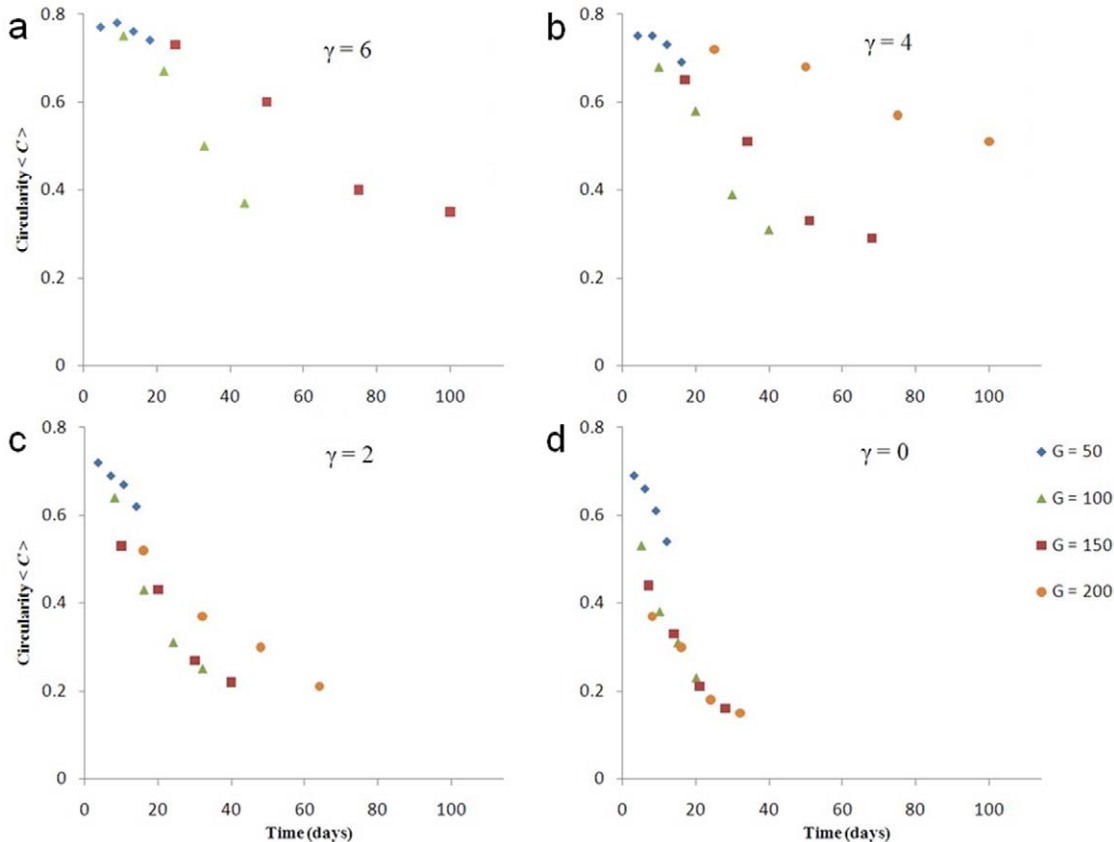 a
γ = 6
Circularity < C >
0.8
0.6
0.4
0.2
0
0 20 40 60 80 100
b
γ = 4
0.8
0.6
0.4
0.2
0
0 20 40 60 80 100
c
γ = 2
Circularity < C >
0.8
0.6
0.4
0.2
0
0 20 40 60 80 100
Time (days)
d
γ = 0
0.8
0.6
0.4
0.2
0
0 20 40 60 80 100
Time (days)
G = 50
G = 100
G = 150
G = 200